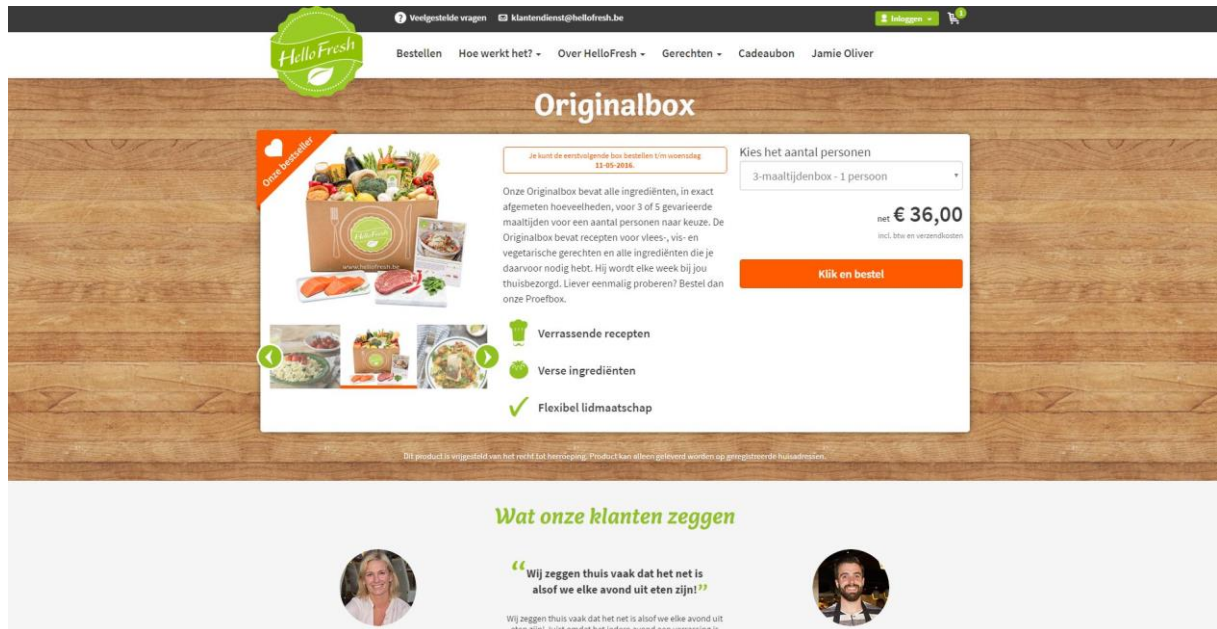 Veelgestelde vragen klantendienst@hellofresh.be Inloggen 1
HelloFresh
Bestellen Hoe werkt het? Over HelloFresh Gerechten Cadeaubon Jamie Oliver
Originalbox
Onze bestseller
HelloFresh
www.hellofresh.be
Je kunt de eerstvolgende box bestellen t/m woensdag
11-05-2016.
Onze Originalbox bevat alle ingrediënten, in exact
afgemeten hoeveelheden, voor 3 of 5 gevarieerde
maaltijden voor een aantal personen naar keuze. De
Originalbox bevat recepten voor vlees-, vis- en
vegetarische gerechten en alle ingrediënten die je
daarvoor nodig hebt. Hij wordt elke week bij jou
thuisbezorgd. Liever eenmalig proberen? Bestel dan
onze Proefbox.
Verrassende recepten
Verse ingrediënten
Flexibel lidmaatschap
Kies het aantal personen
3-maaltijdenbox - 1 persoon
net € 36,00
incl. btw en verzendkosten
Klik en bestel
Dit product is vrijgesteld van het recht tot herroeping. Product kan alleen geleverd worden op geregistreerde huisadressen.
Wat onze klanten zeggen
“Wij zeggen thuis vaak dat het net is
alsof we elke avond uit eten zijn!”
Wij zeggen thuis vaak dat het net is alsof we elke avond uit